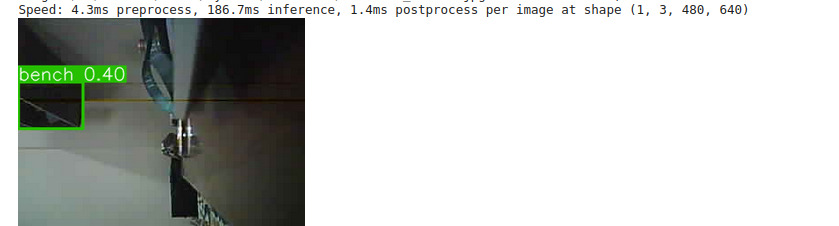 Speed: 4.3ms preprocess, 186.7ms inference, 1.4ms postprocess per image at shape (1, 3, 480, 640)
bench 0.40